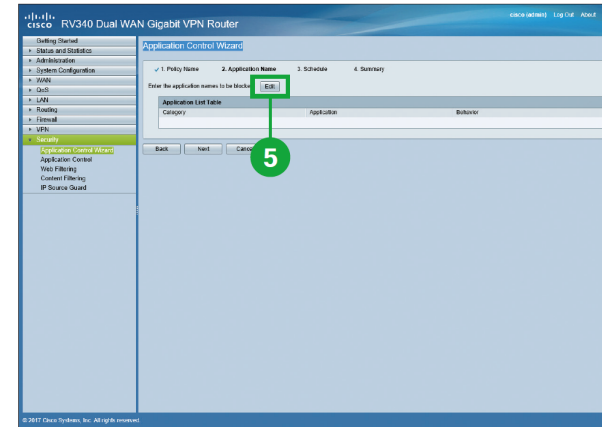 cisco RV340 Dual WAN Gigabit VPN Router
cisco (admin) Log Out About
Getting Started
Status and Statistics
Administration
System Configuration
WAN
QoS
LAN
Routing
Firewall
VPN
Security
Application Control Wizard
Application Control
Web Filtering
Content Filtering
IP Source Guard
Application Control Wizard
1. Policy Name 2. Application Name 3. Schedule 4. Summary
Enter the application names to be blocke Edit
Application List Table
Category Application Behavior
Back Next Cance
5
© 2017 Cisco Systems, Inc. All rights reserved